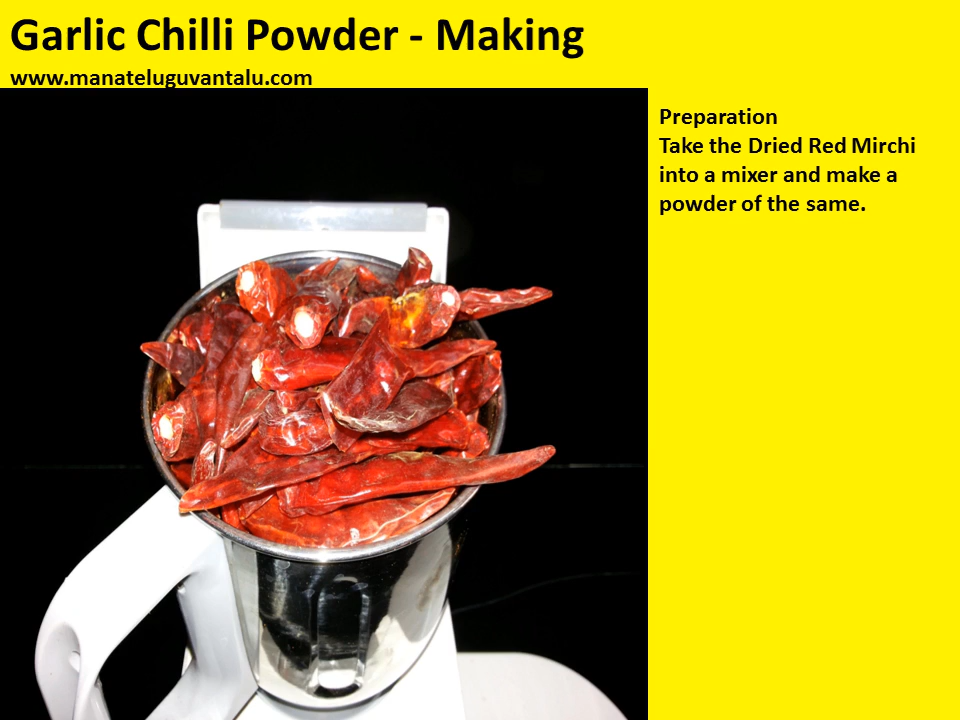 Garlic Chilli Powder - Making
www.manateluguvantalu.com
Preparation
Take the Dried Red Mirchi
into a mixer and make a
powder of the same.